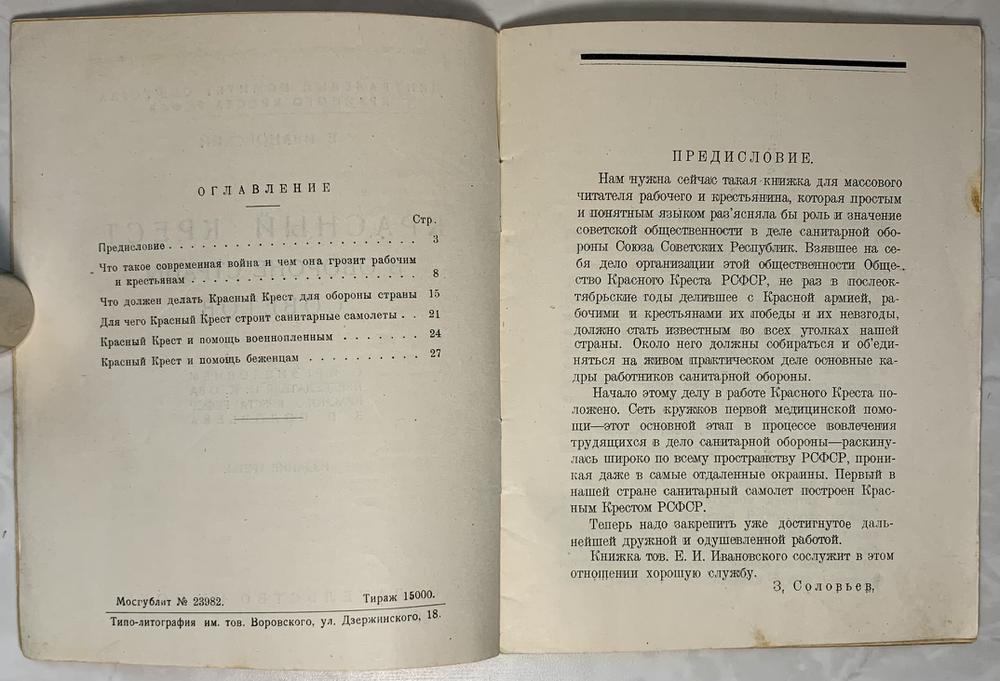 ОГЛАВЛЕНИЕ
Стр.
Предисловие . . . . . . . . . . . . . . . . . . . . 3
Что такое современная война и чем она грозит рабочим
и крестьянам . . . . . . . . . . . . . . . . . . 8
Что должен делать Красный Крест для обороны страны 15
Для чего Красный Крест строит санитарные самолеты . . 21
Красный Крест и помощь военнопленным . . . . . . . 24
Красный Крест и помощь беженцам . . . . . . . . . 27
Мосгублит № 23982. Тираж 15000.
Типо-литография им. тов. Воровского, ул. Дзержинского, 18.
ПРЕДИСЛОВИЕ.
Нам нужна сейчас такая книжка для массового
читателя рабочего и крестьянина, которая простым
и понятным языком раз'ясняла бы роль и значение
советской общественности в деле санитарной обо-
роны Союза Советских Республик. Взявшее на се-
бя дело организации этой общественности Обще-
ство Красного Креста РСФСР, не раз в послеок-
тябрьские годы делившее с Красной армией, ра-
бочими и крестьянами их победы и их невзгоды,
должно стать известным во всех уголках нашей
страны. Около него должны собираться и об'еди-
няться на живом практическом деле основные ка-
дры работников санитарной обороны.
Начало этому делу в работе Красного Креста по-
ложено. Сеть кружков первой медицинской помо-
щи—этот основной этап в процессе вовлечения
трудящихся в дело санитарной обороны—раскину-
лась широко по всему пространству РСФСР, прони-
кая даже в самые отдаленные окраины. Первый в
нашей стране санитарный самолет построен Крас-
ным Крестом РСФСР.
Теперь надо закрепить уже достигнутое даль-
нейшей дружной и одушевленной работой.
Книжка тов. Е. И. Ивановского сослужит в этом
отношении хорошую службу.
З. Соловьев.